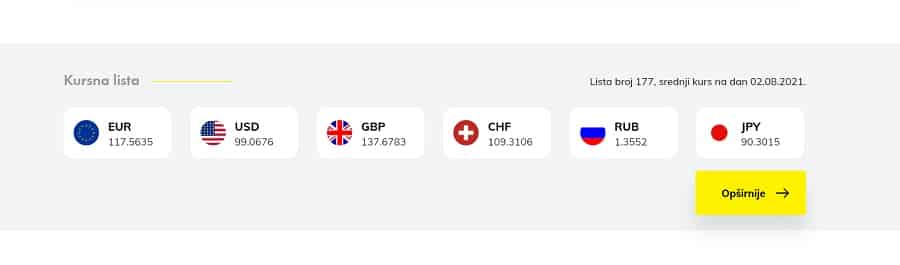 Kursna lista
Lista broj 177, srednji kurs na dan 02.08.2021.
EUR
117.5635
USD
99.0676
GBP
137.6783
CHF
109.3106
RUB
1.3552
JPY
90.3015
Opširnije